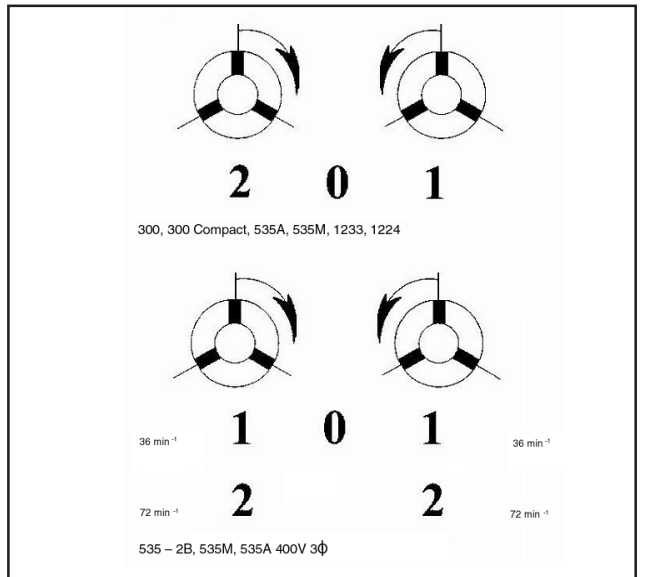 2 0 1
300, 300 Compact, 535A, 535M, 1233, 1224
36 min -1 1 0 1 36 min -1
72 min -1 2 2 72 min -1
535 – 2B, 535M, 535A 400V 3ϕ